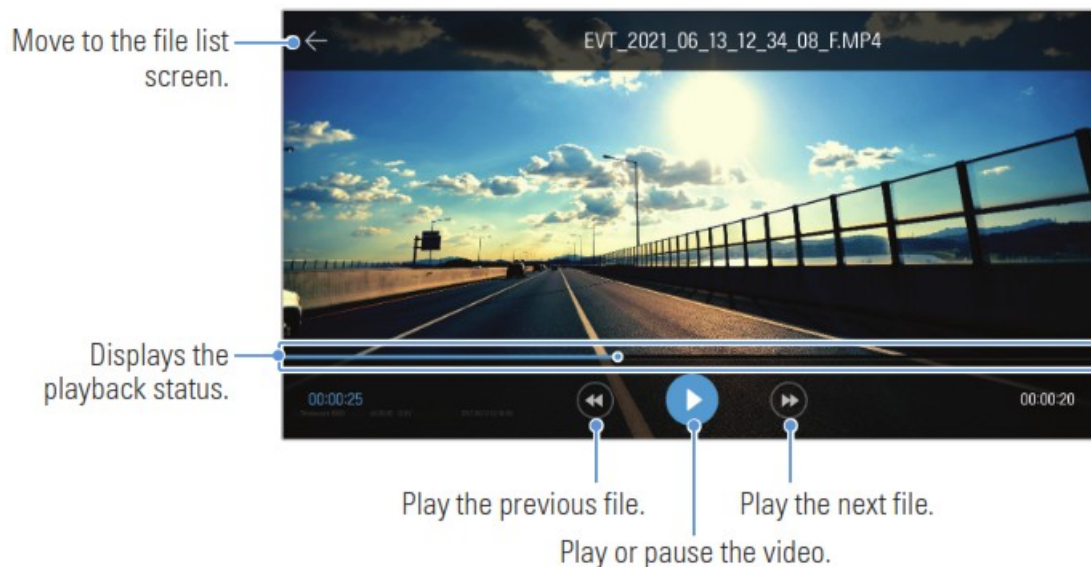 Move to the file list
screen.
EVT_2021_06_13_12_34_08_F.MP4
Displays the
playback status.
00:00:25
00:00:20
Play the previous file.
Play the next file.
Play or pause the video.